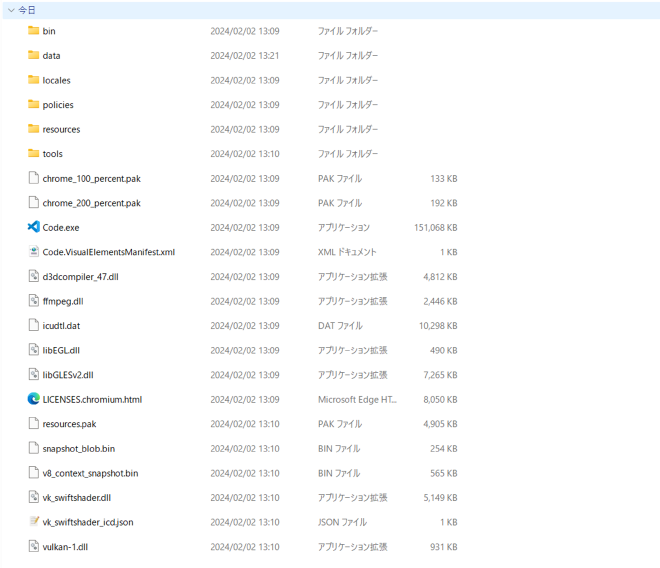 今日
bin 2024/02/02 13:09 ファイル フォルダー
data 2024/02/02 13:21 ファイル フォルダー
locales 2024/02/02 13:09 ファイル フォルダー
policies 2024/02/02 13:09 ファイル フォルダー
resources 2024/02/02 13:09 ファイル フォルダー
tools 2024/02/02 13:10 ファイル フォルダー
chrome_100_percent.pak 2024/02/02 13:09 PAK ファイル 133 KB
chrome_200_percent.pak 2024/02/02 13:09 PAK ファイル 192 KB
Code.exe 2024/02/02 13:09 アプリケーション 151,068 KB
Code.VisualElementsManifest.xml 2024/02/02 13:09 XML ドキュメント 1 KB
d3dcompiler_47.dll 2024/02/02 13:09 アプリケーション拡張 4,812 KB
ffmpeg.dll 2024/02/02 13:09 アプリケーション拡張 2,446 KB
icudtl.dat 2024/02/02 13:09 DAT ファイル 10,298 KB
libEGL.dll 2024/02/02 13:09 アプリケーション拡張 490 KB
libGLESv2.dll 2024/02/02 13:09 アプリケーション拡張 7,265 KB
LICENSES.chromium.html 2024/02/02 13:09 Microsoft Edge HT... 8,050 KB
resources.pak 2024/02/02 13:10 PAK ファイル 4,905 KB
snapshot_blob.bin 2024/02/02 13:10 BIN ファイル 254 KB
v8_context_snapshot.bin 2024/02/02 13:10 BIN ファイル 565 KB
vk_swiftshader.dll 2024/02/02 13:10 アプリケーション拡張 5,149 KB
vk_swiftshader_icd.json 2024/02/02 13:10 JSON ファイル 1 KB
vulkan-1.dll 2024/02/02 13:10 アプリケーション拡張 931 KB